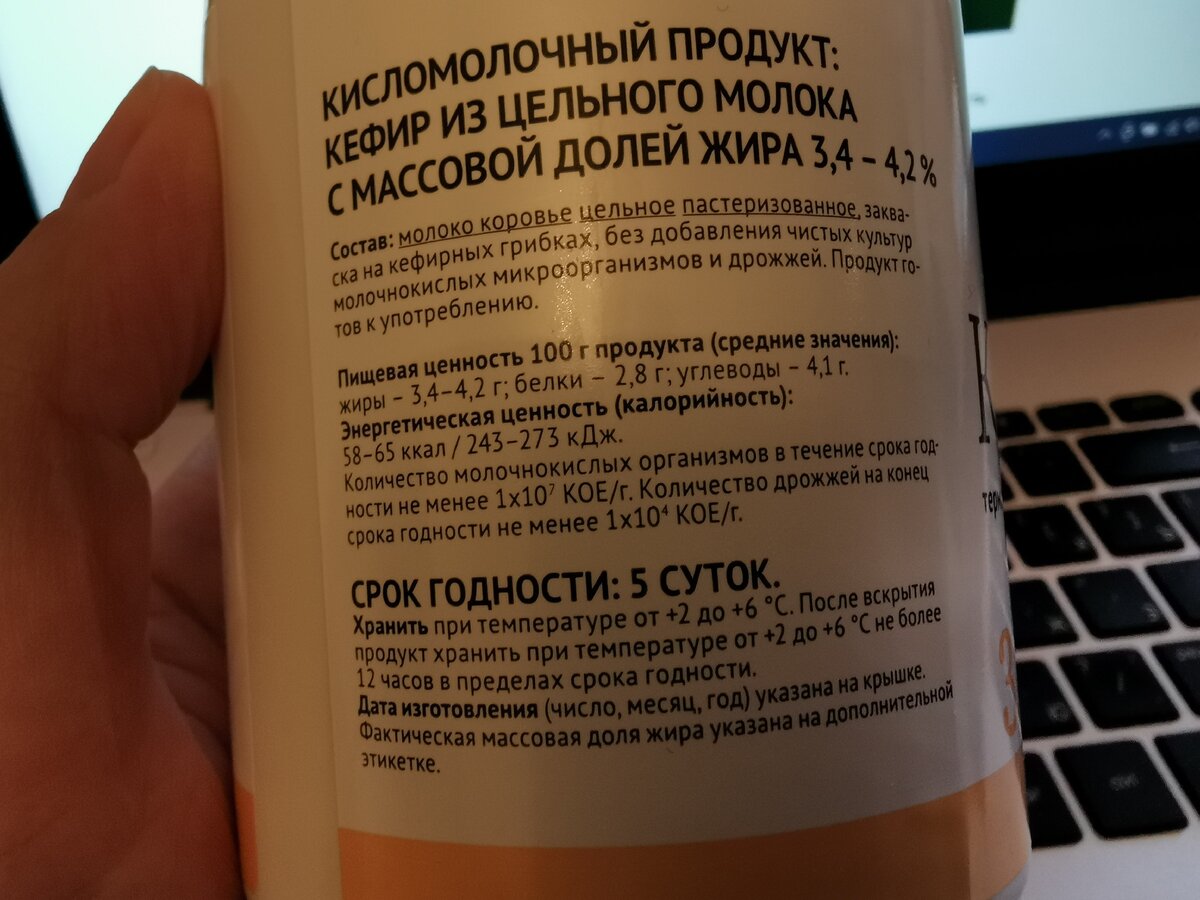 КИСЛОМОЛОЧНЫЙ ПРОДУКТ:
КЕФИР ИЗ ЦЕЛЬНОГО МОЛОКА
С МАССОВОЙ ДОЛЕЙ ЖИРА 3,4 – 4,2 %
Состав: молоко коровье цельное пастеризованное, заква-
ска на кефирных грибках, без добавления чистых культур
молочнокислых микроорганизмов и дрожжей. Продукт го-
тов к употреблению.
Пищевая ценность 100 г продукта (средние значения):
жиры – 3,4–4,2 г; белки – 2,8 г; углеводы – 4,1 г.
Энергетическая ценность (калорийность):
58–65 ккал / 243–273 кДж.
Количество молочнокислых организмов в течение срока год-
ности не менее 1х10⁷ КОЕ/г. Количество дрожжей на конец
срока годности не менее 1х10⁴ КОЕ/г.
СРОК ГОДНОСТИ: 5 СУТОК.
Хранить при температуре от +2 до +6 °С. После вскрытия
продукт хранить при температуре от +2 до +6 °С не более
12 часов в пределах срока годности.
Дата изготовления (число, месяц, год) указана на крышке.
Фактическая массовая доля жира указана на дополнительной
этикетке.